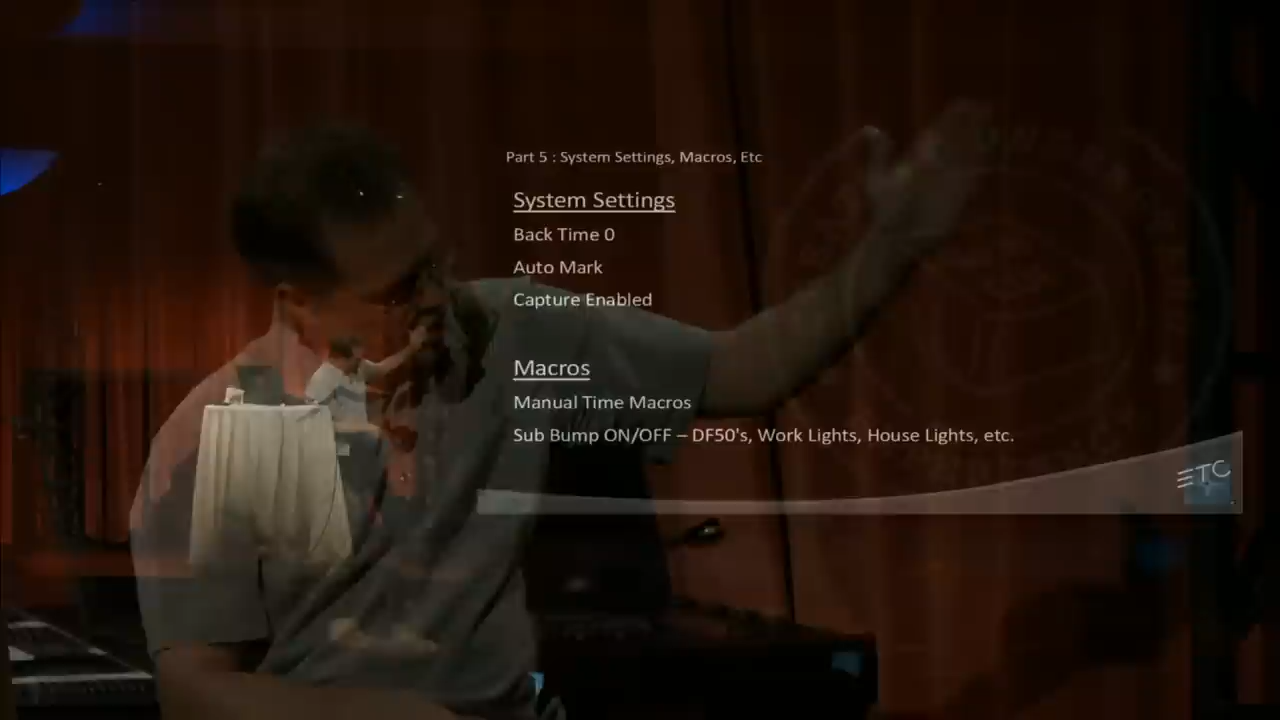 Part 5 : System Settings, Macros, Etc
System Settings
Back Time 0
Auto Mark
Capture Enabled
Macros
Manual Time Macros
Sub Bump ON/OFF – DF50's, Work Lights, House Lights, etc.
ETC